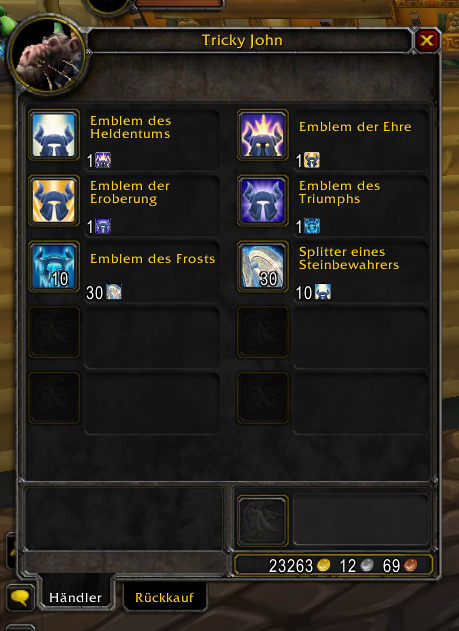 Tricky John
Emblem des
Heldentums
1
Emblem der Ehre
1
Emblem der
Eroberung
1
Emblem des
Triumphs
1
10
Emblem des Frosts
30
30
Splitter eines
Steinbewahrers
10
23263 12 69
Händler
Rückkauf